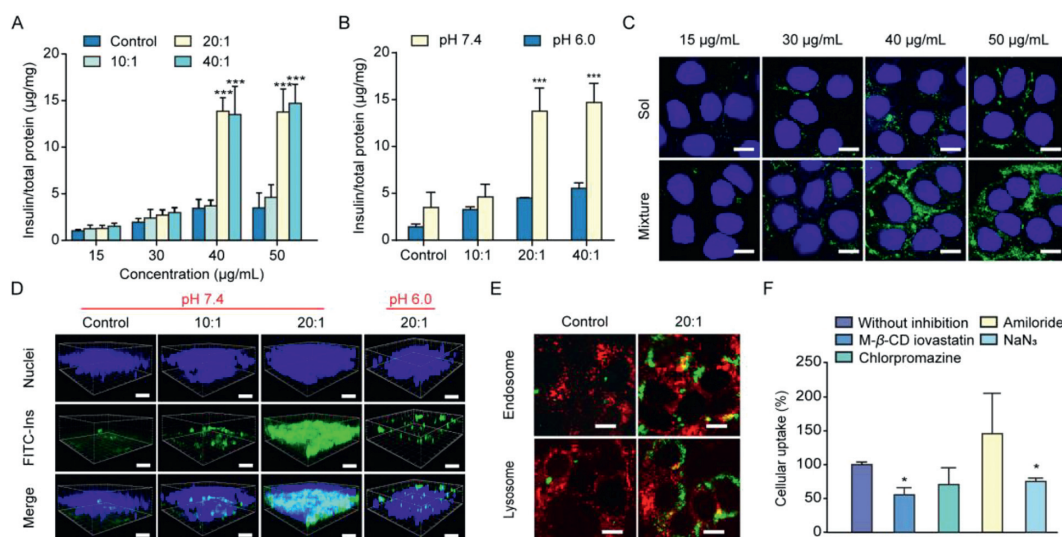 A
Control
20:1
10:1
40:1
Insulin/total protein (μg/mg)
20
15
10
5
0
***
***
***
***
15
30
40
50
Concentration (μg/mL)
B
pH 7.4
pH 6.0
Insulin/total protein (μg/mg)
20
15
10
5
0
***
***
Control
10:1
20:1
40:1
C
15 μg/mL
30 μg/mL
40 μg/mL
50 μg/mL
Sol
Mixture
D
pH 7.4
pH 6.0
Control
10:1
20:1
20:1
Nuclei
FITC-Ins
Merge
E
Control
20:1
Endosome
Lysosome
F
Without inhibition
Amiloride
M-β-CD iovastatin
NaN₃
Chlorpromazine
Cellular uptake (%)
250
200
150
100
50
0
*
*